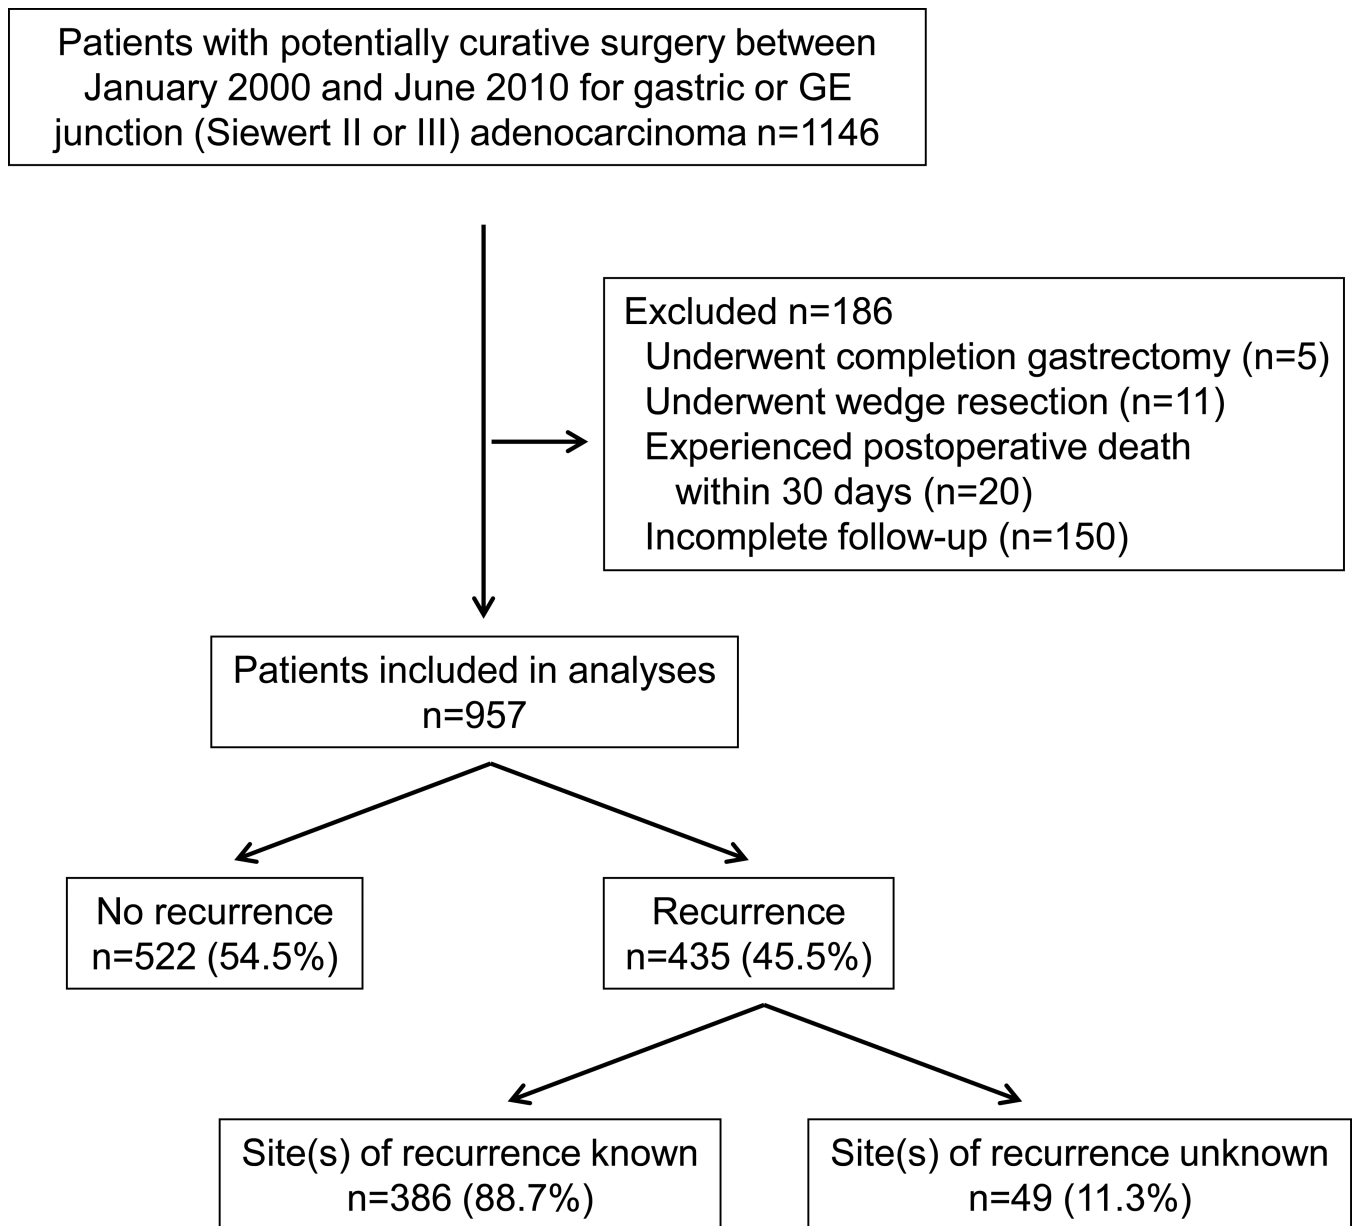 Patients with potentially curative surgery between
January 2000 and June 2010 for gastric or GE
junction (Siewert II or III) adenocarcinoma n=1146
Excluded n=186
Underwent completion gastrectomy (n=5)
Underwent wedge resection (n=11)
Experienced postoperative death
within 30 days (n=20)
Incomplete follow-up (n=150)
Patients included in analyses
n=957
No recurrence
n=522 (54.5%)
Recurrence
n=435 (45.5%)
Site(s) of recurrence known
n=386 (88.7%)
Site(s) of recurrence unknown
n=49 (11.3%)